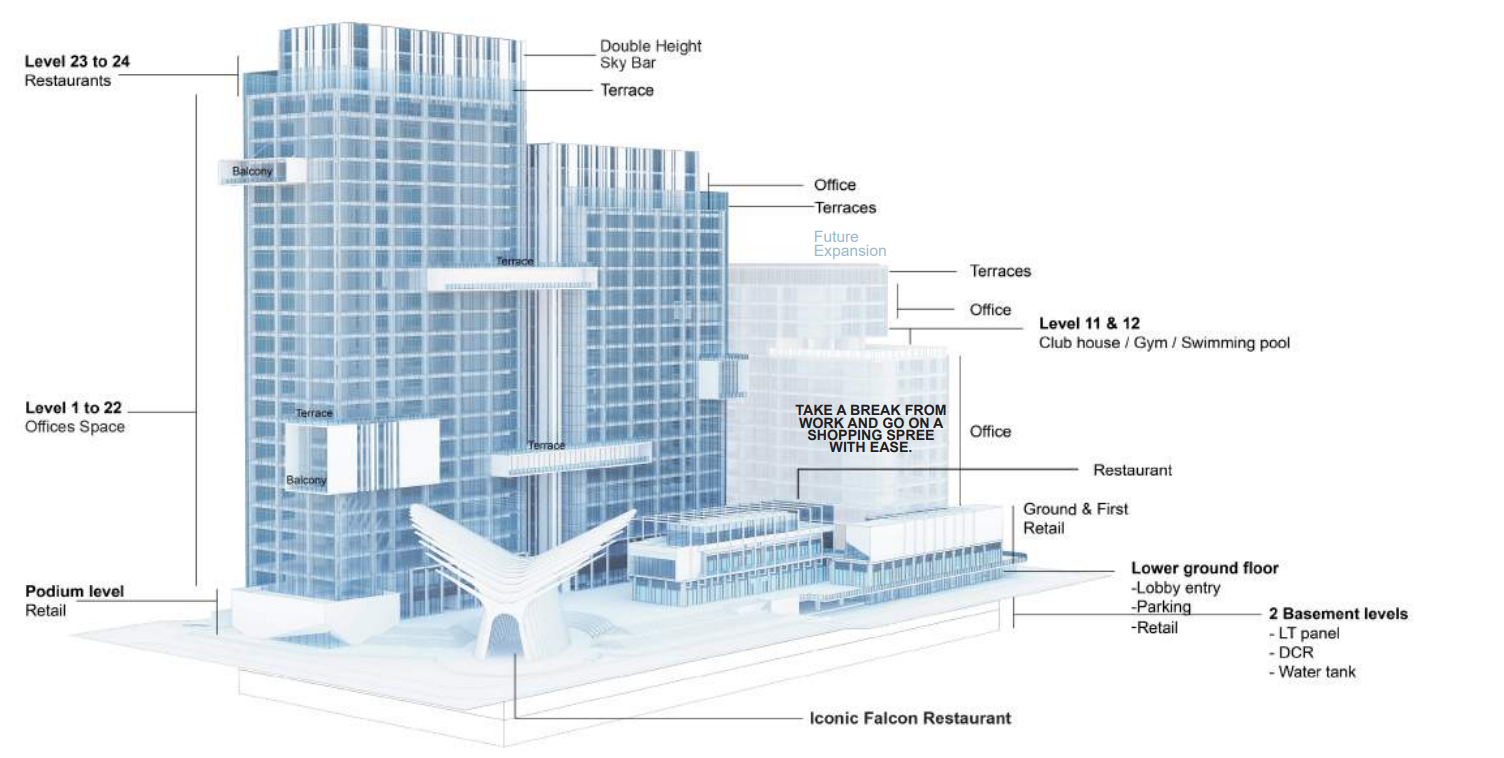 Level 23 to 24
Restaurants
Double Height
Sky Bar
Terrace
Balcony
Office
Terraces
Future
Expansion
Terrace
Terraces
Office
Level 11 & 12
Club house / Gym / Swimming pool
Level 1 to 22
Offices Space
Terrace
Balcony
Terrace
TAKE A BREAK FROM
WORK AND GO ON A
SHOPPING SPREE
WITH EASE.
Office
Restaurant
Ground & First
Retail
Podium level
Retail
Lower ground floor
-Lobby entry
-Parking
-Retail
2 Basement levels
- LT panel
- DCR
- Water tank
Iconic Falcon Restaurant